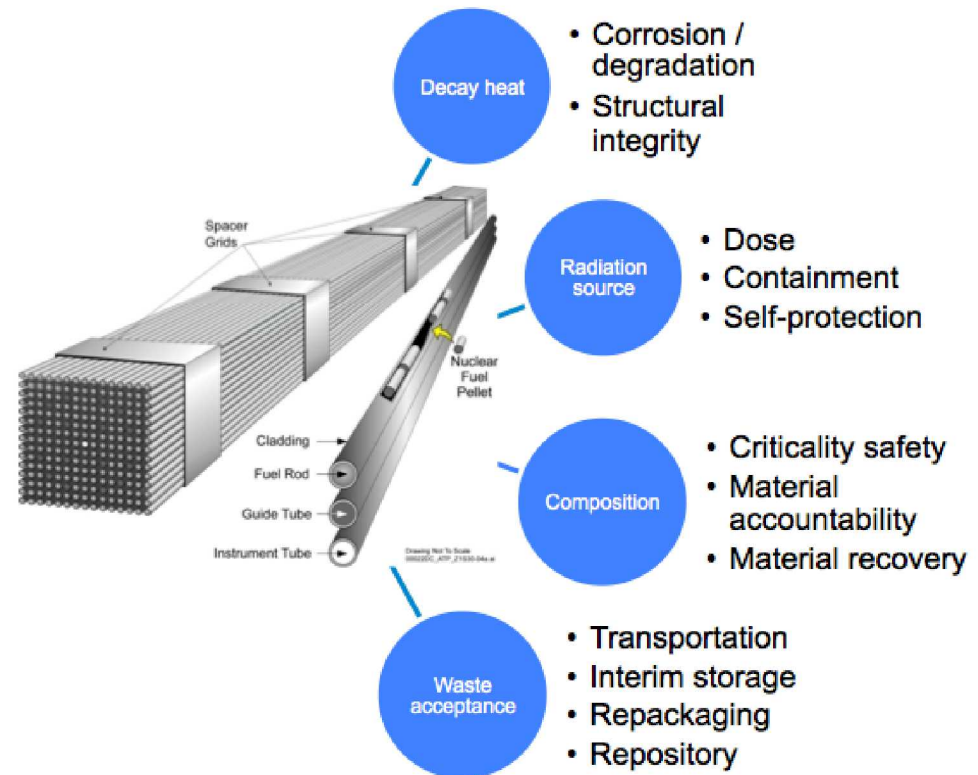 Decay heat
• Corrosion /
degradation
• Structural
integrity
Spacer
Grids
Radiation
source
• Dose
• Containment
• Self-protection
Nuclear
Fuel
Pellet
Cladding
Fuel Rod
Guide Tube
Instrument Tube
Drawing Not To Scale
Composition
• Criticality safety
• Material
accountability
• Material recovery
Waste
acceptance
• Transportation
• Interim storage
• Repackaging
• Repository